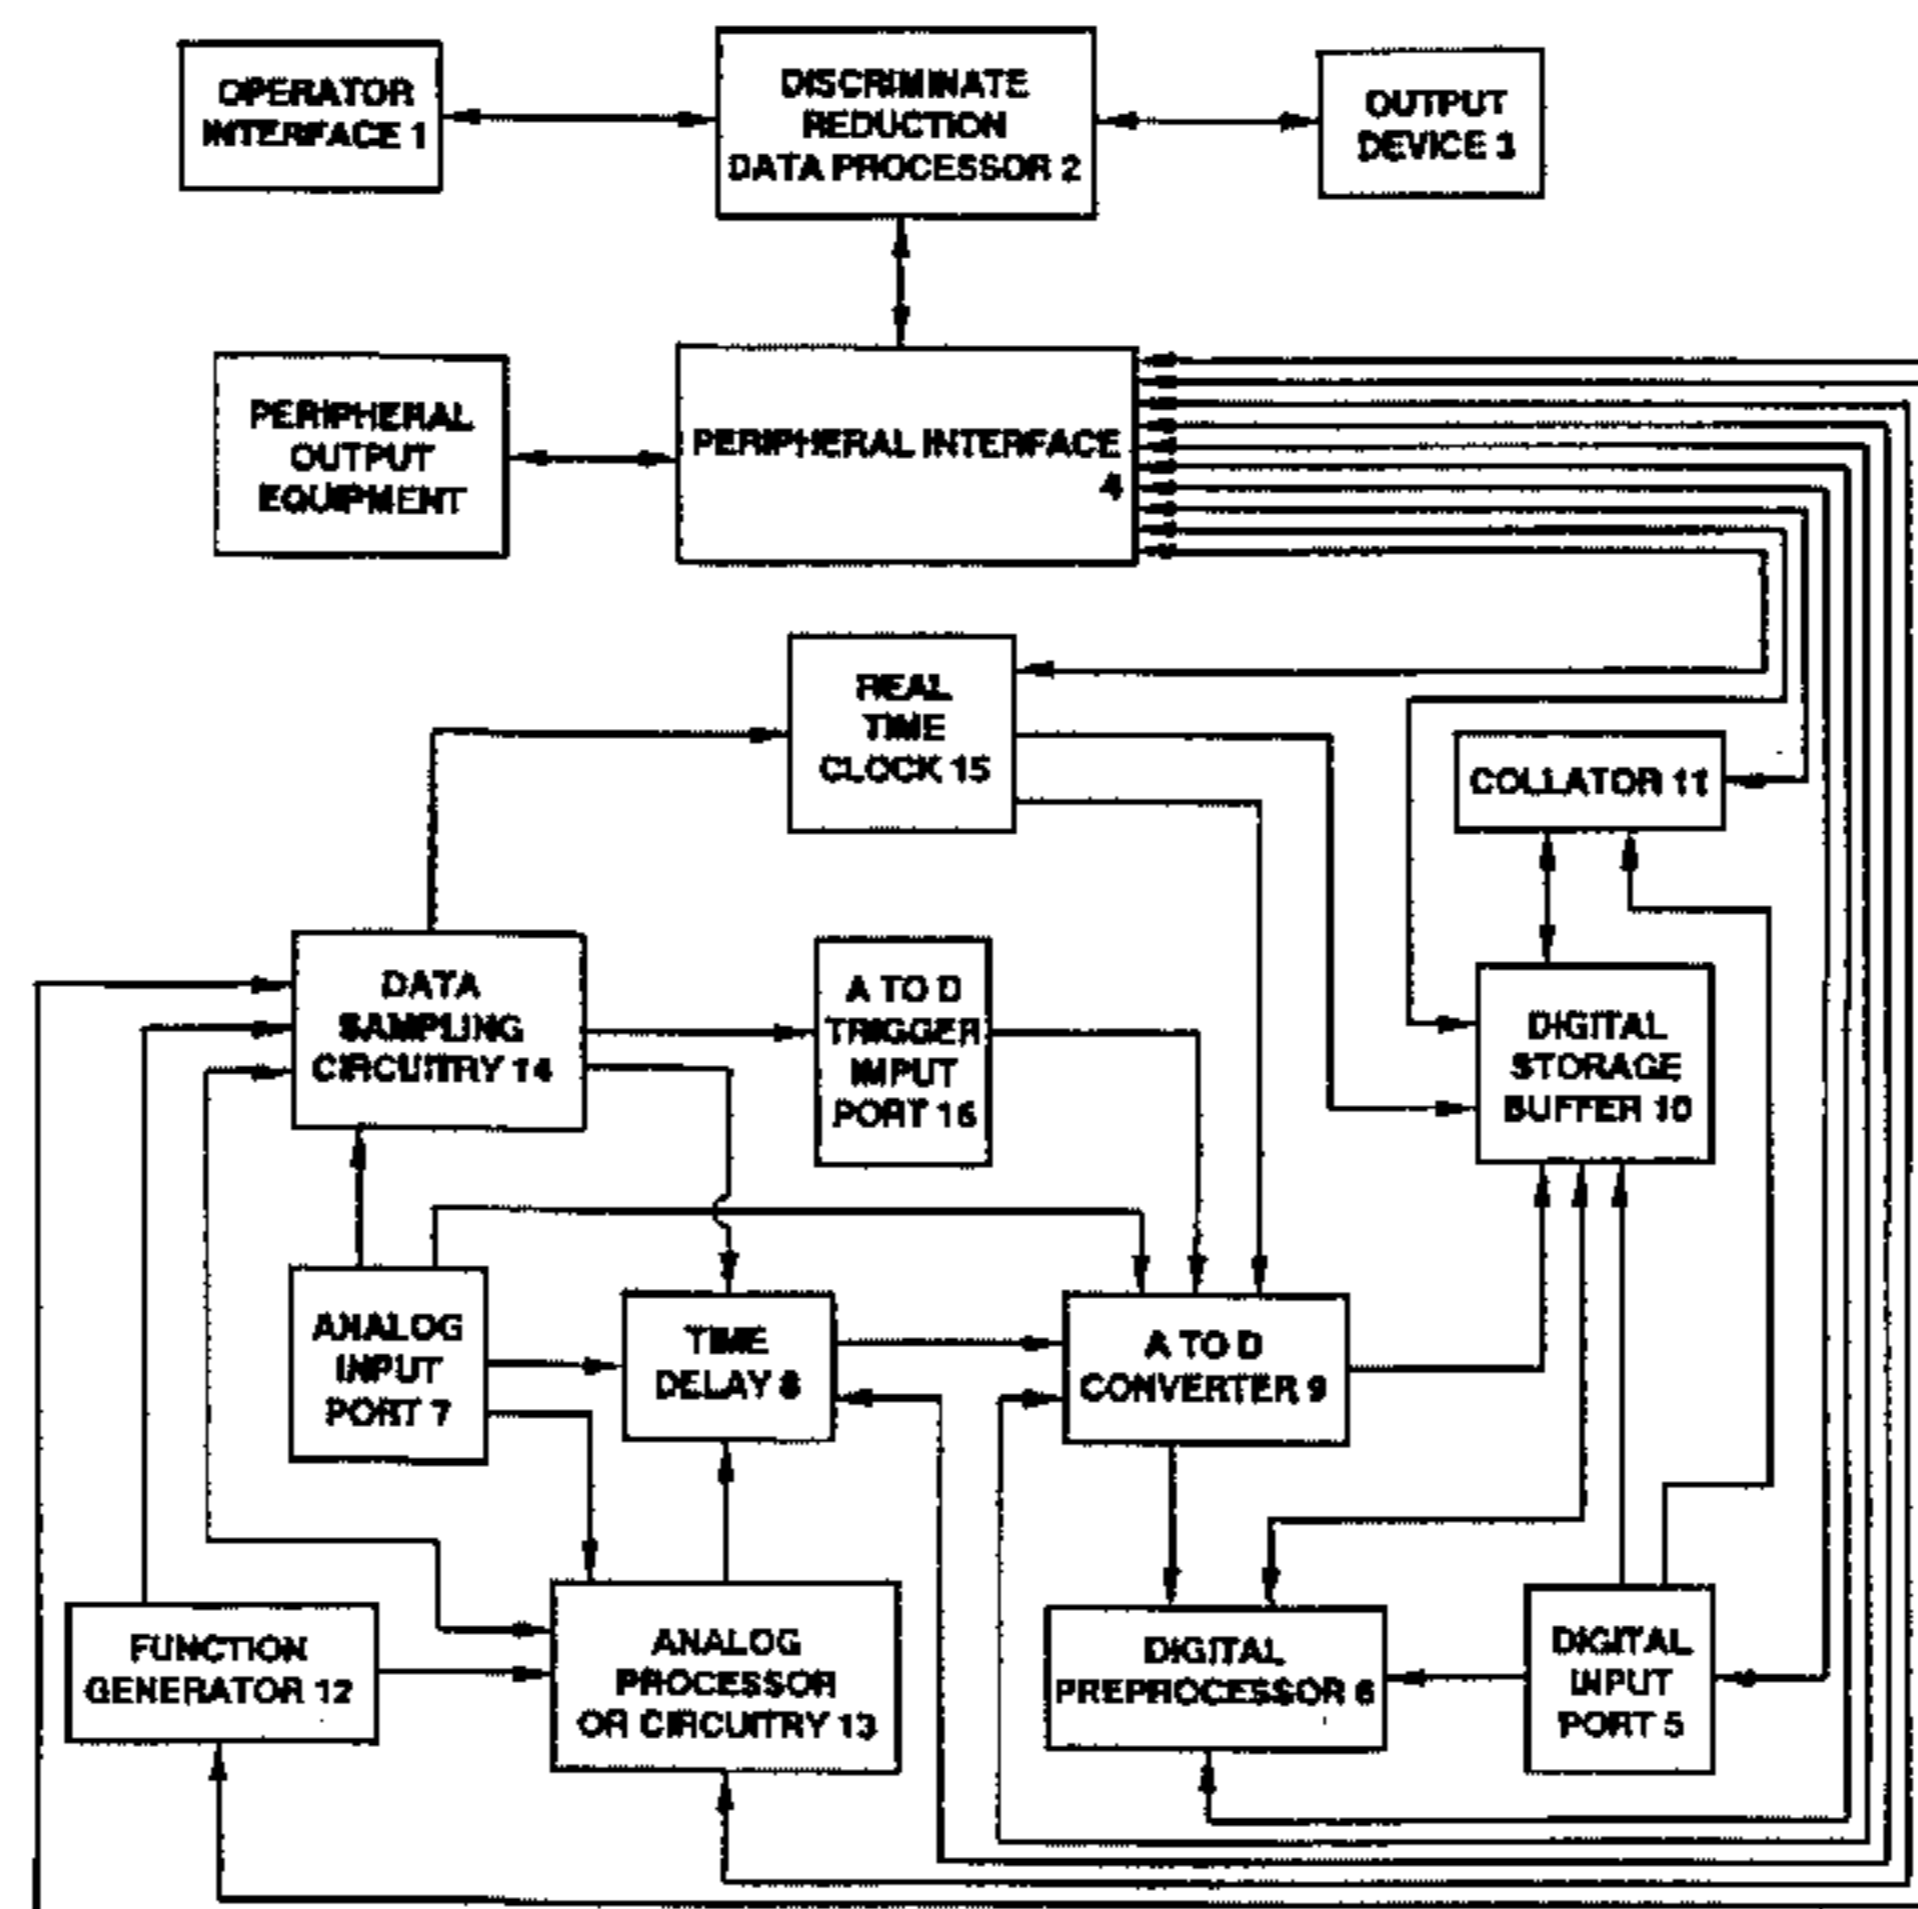 OPERATOR
INTERFACE 1
DISCRIMINATE
REDUCTION
DATA PROCESSOR 2
OUTPUT
DEVICE 3
PERIPHERAL
OUTPUT
EQUIPMENT
PERIPHERAL INTERFACE
4
REAL
TIME
CLOCK 15
COLLATOR 11
DATA
SAMPLING
CIRCUITRY 14
A TO D
TRIGGER
INPUT
PORT 16
DIGITAL
STORAGE
BUFFER 10
ANALOG
INPUT
PORT 7
TIME
DELAY 8
A TO D
CONVERTER 9
FUNCTION
GENERATOR 12
ANALOG
PROCESSOR
OR CIRCUITRY 13
DIGITAL
PREPROCESSOR 6
DIGITAL
INPUT
PORT 5